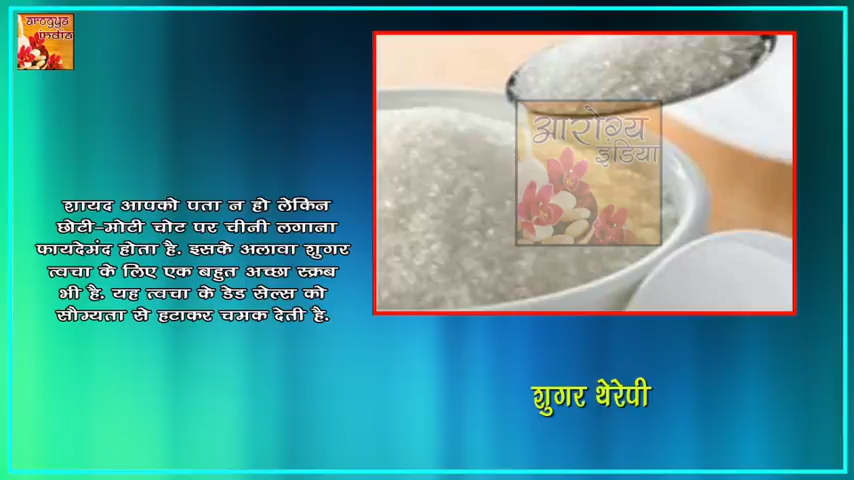 आरोग्य
इंडिया
शायद आपको पता न हो लेकिन
छोटी-मोटी चोट पर चीनी लगाना
फायदेमंद होता है. इसके अलावा शुगर
त्वचा के लिए एक बहुत अच्छा स्क्रब
भी है. यह त्वचा के डेड सेल्स को
सौम्यता से हटाकर चमक देती है.
आरोग्य
इंडिया
शुगर थेरेपी